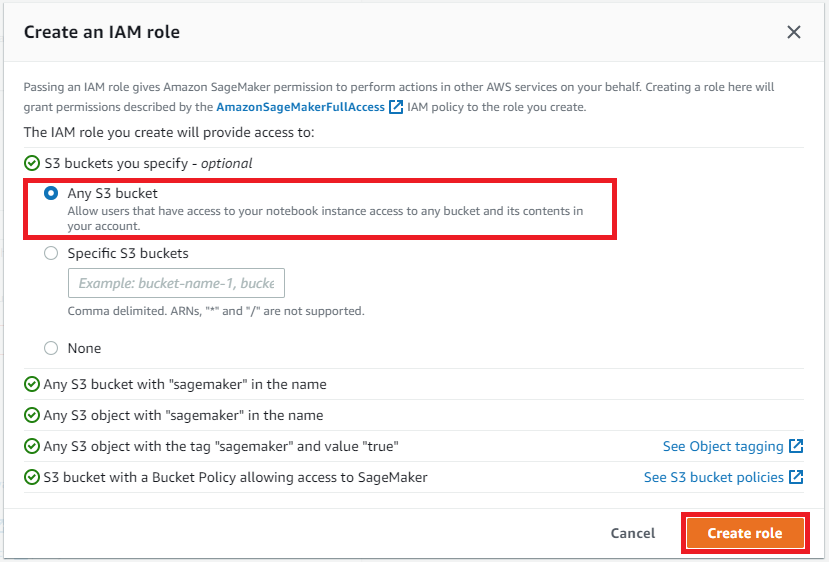 Create an IAM role
Passing an IAM role gives Amazon SageMaker permission to perform actions in other AWS services on your behalf. Creating a role here will
grant permissions described by the AmazonSageMakerFullAccess IAM policy to the role you create.
The IAM role you create will provide access to:
S3 buckets you specify - optional
Any S3 bucket
Allow users that have access to your notebook instance access to any bucket and its contents in
your account.
Specific S3 buckets
Example: bucket-name-1, bucke
Comma delimited. ARNs, "*" and "/" are not supported.
None
Any S3 bucket with "sagemaker" in the name
Any S3 object with "sagemaker" in the name
Any S3 object with the tag "sagemaker" and value "true" See Object tagging
S3 bucket with a Bucket Policy allowing access to SageMaker See S3 bucket policies
Cancel Create role